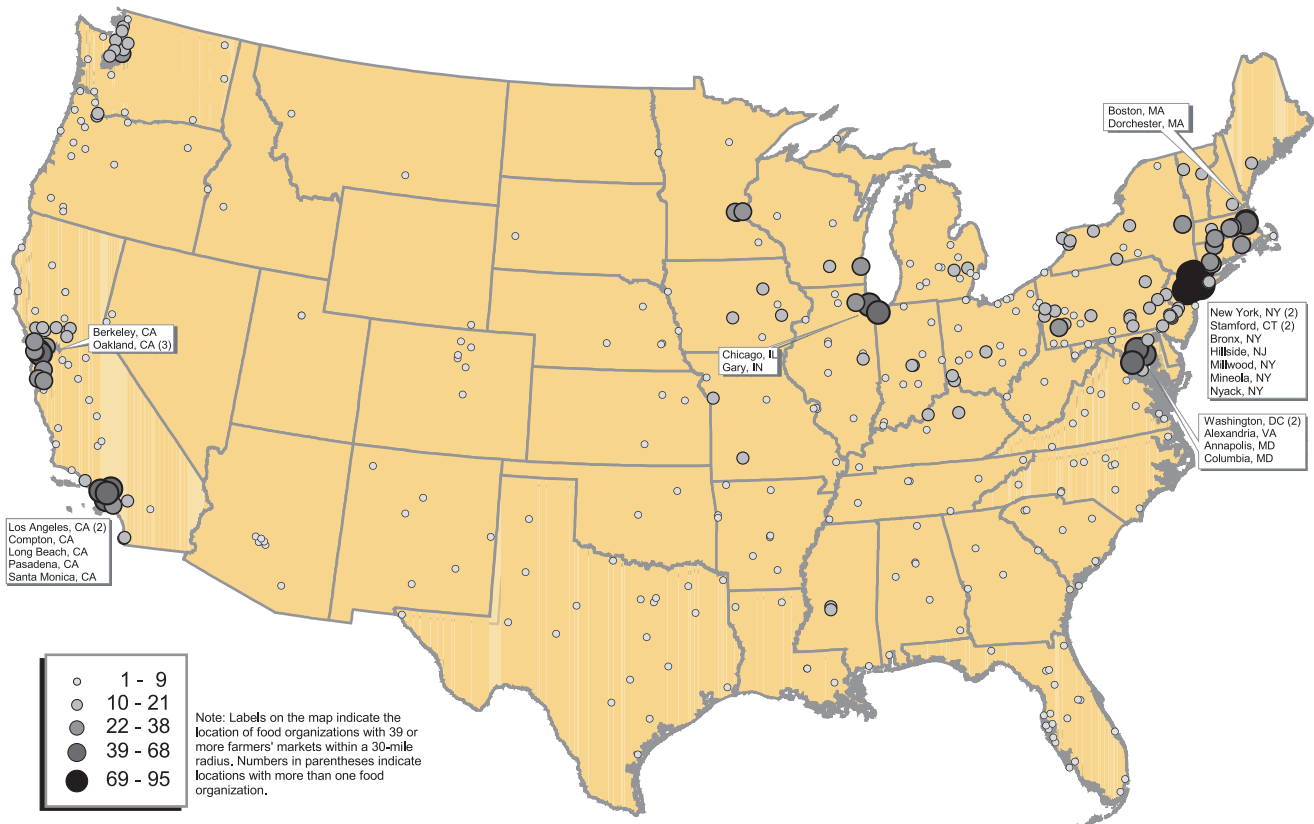 Boston, MA
Dorchester, MA
Berkeley, CA
Oakland, CA (3)
Chicago, IL
Gary, IN
New York, NY (2)
Stamford, CT (2)
Bronx, NY
Hillside, NJ
Millwood, NY
Mineola, NY
Nyack, NY
Washington, DC (2)
Alexandria, VA
Annapolis, MD
Columbia, MD
Los Angeles, CA (2)
Compton, CA
Long Beach, CA
Pasadena, CA
Santa Monica, CA
1 - 9
10 - 21
22 - 38
39 - 68
69 - 95
Note: Labels on the map indicate the
location of food organizations with 39 or
more farmers' markets within a 30-mile
radius. Numbers in parentheses indicate
locations with more than one food
organization.